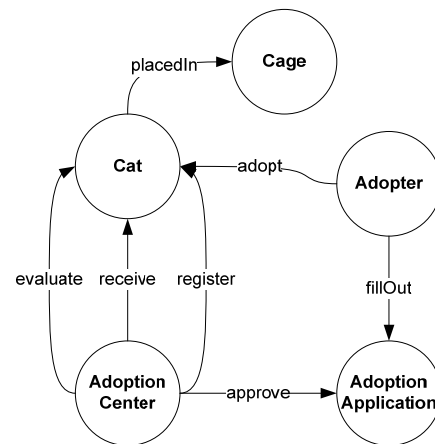 placedIn
Cage
Cat
adopt
Adopter
evaluate
receive
register
fillOut
Adoption
Center
approve
Adoption
Application